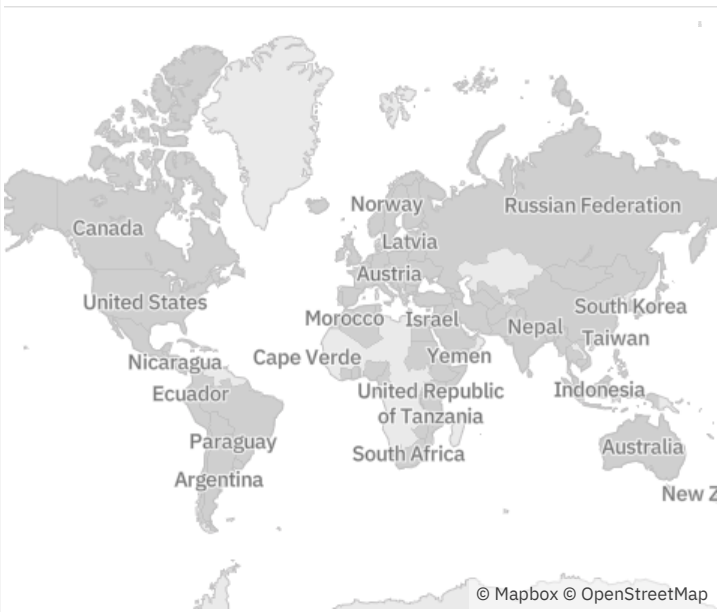 Norway
Russian Federation
Canada
Latvia
Austria
United States
South Korea
Morocco
Israel
Nepal
Taiwan
Nicaragua
Cape Verde
Yemen
Ecuador
United Republic
of Tanzania
Indonesia
Paraguay
South Africa
Australia
Argentina
New Z
© Mapbox © OpenStreetMap